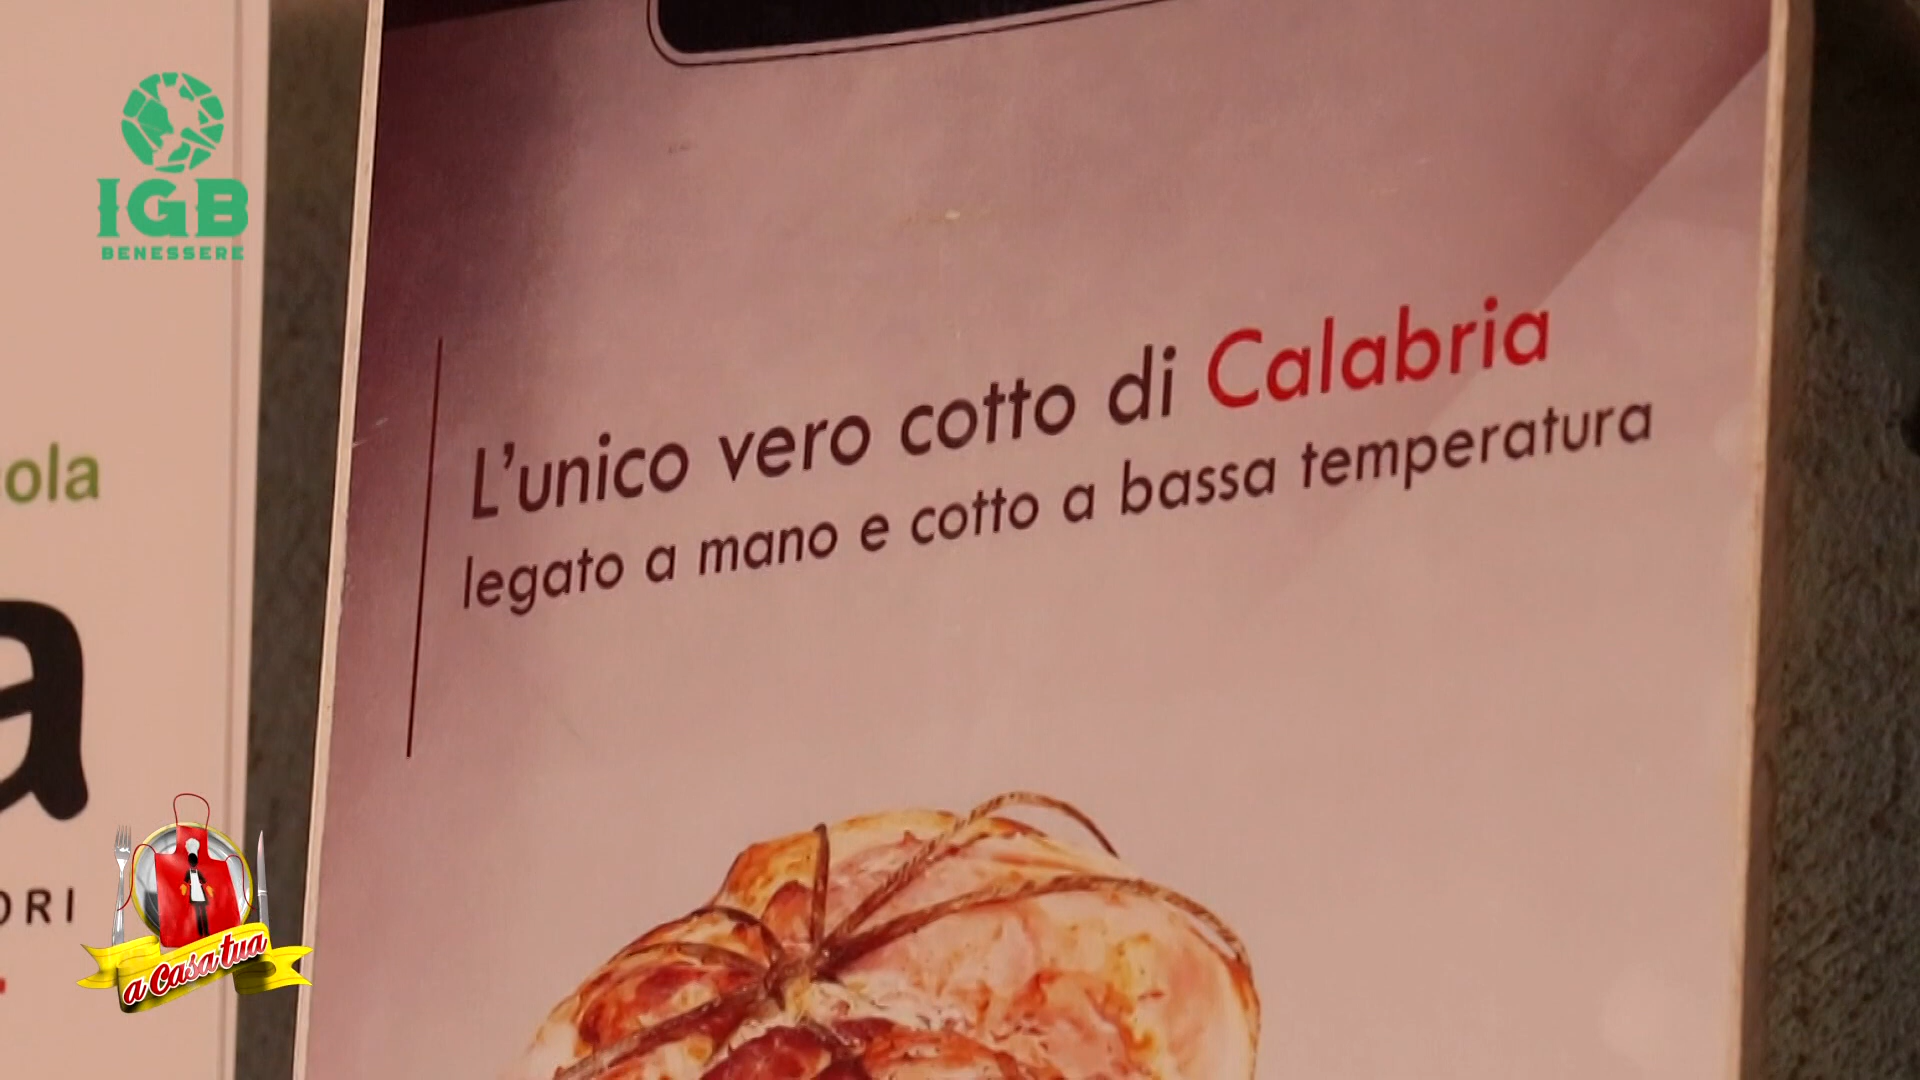 IGB
BENESSERE
L'unico vero cotto di Calabria
legato a mano e cotto a bassa temperatura
ola
a
ORI
a Casa tua